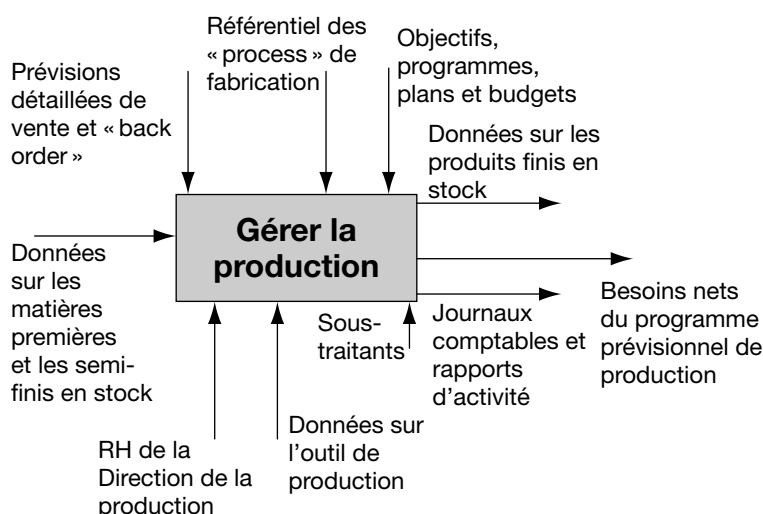 Prévisions
détaillées de
vente et « back
order »
Référentiel des
« process » de
fabrication
Objectifs,
programmes,
plans et budgets
Données sur les
produits finis en
stock
Gérer la
production
Données
sur les
matières
premières
et les semi-
finis en stock
Sous-
traitants
Journaux
comptables et
rapports
d’activité
Besoins nets
du programme
prévisionnel de
production
RH de la
Direction de la
production
Données sur
l’outil de
production